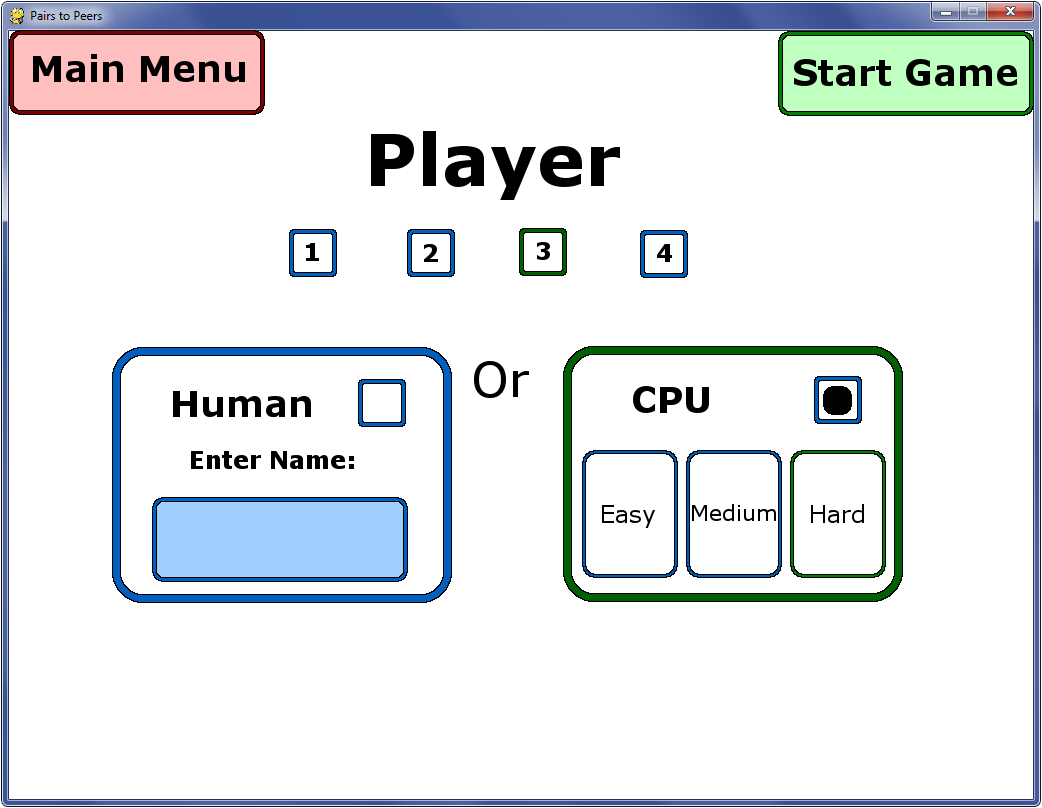 Pairs to Peers
Main Menu
Start Game
Player
1 2 3 4
Human
Or
CPU
Enter Name:
Easy Medium Hard